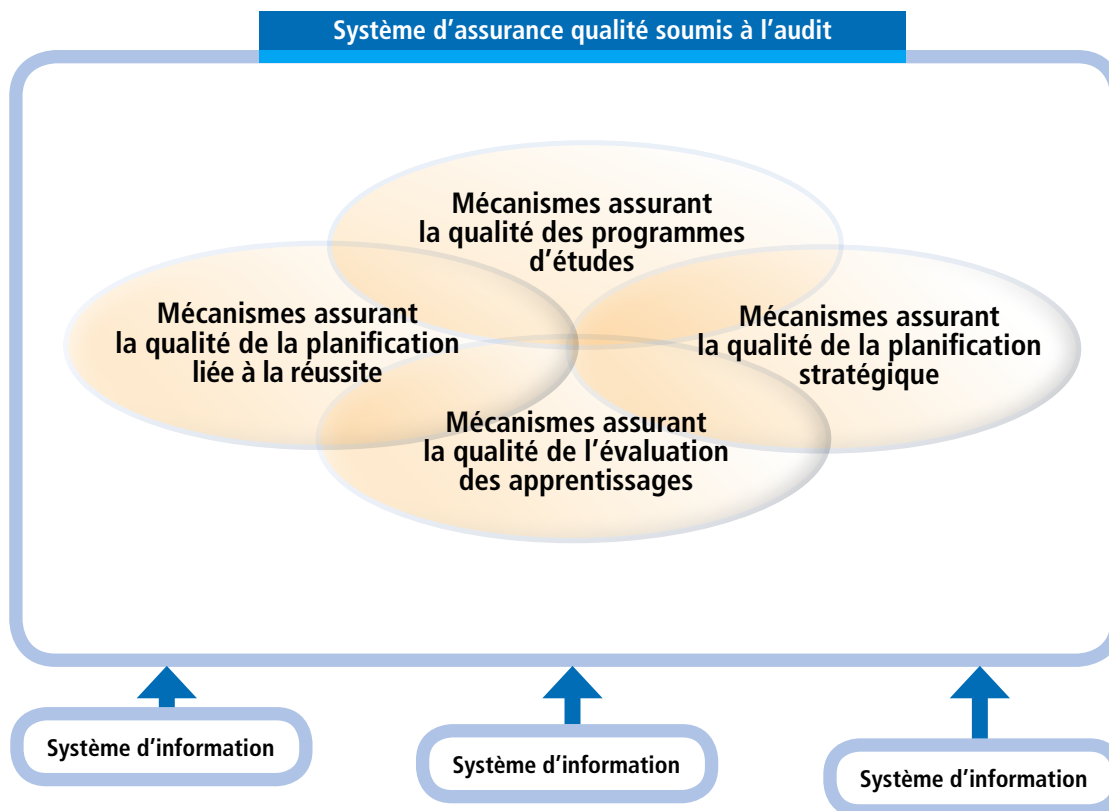 Système d’assurance qualité soumis à l’audit
Mécanismes assurant
la qualité des programmes
d’études
Mécanismes assurant
la qualité de la planification
liée à la réussite
Mécanismes assurant
la qualité de la planification
stratégique
Mécanismes assurant
la qualité de l’évaluation
des apprentissages
Système d’information
Système d’information
Système d’information